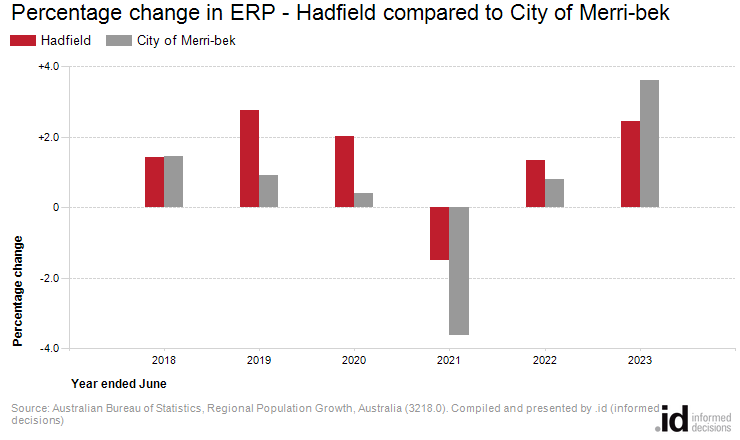 Percentage change in ERP - Hadfield compared to City of Merri-bek
Hadfield
City of Merri-bek
+4.0
+2.0
0
-2.0
-4.0
Percentage change
2018
2019
2020
2021
2022
2023
Year ended June
Source: Australian Bureau of Statistics, Regional Population Growth, Australia (3218.0). Compiled and presented by .id (informed
decisions)
.id informed
decisions